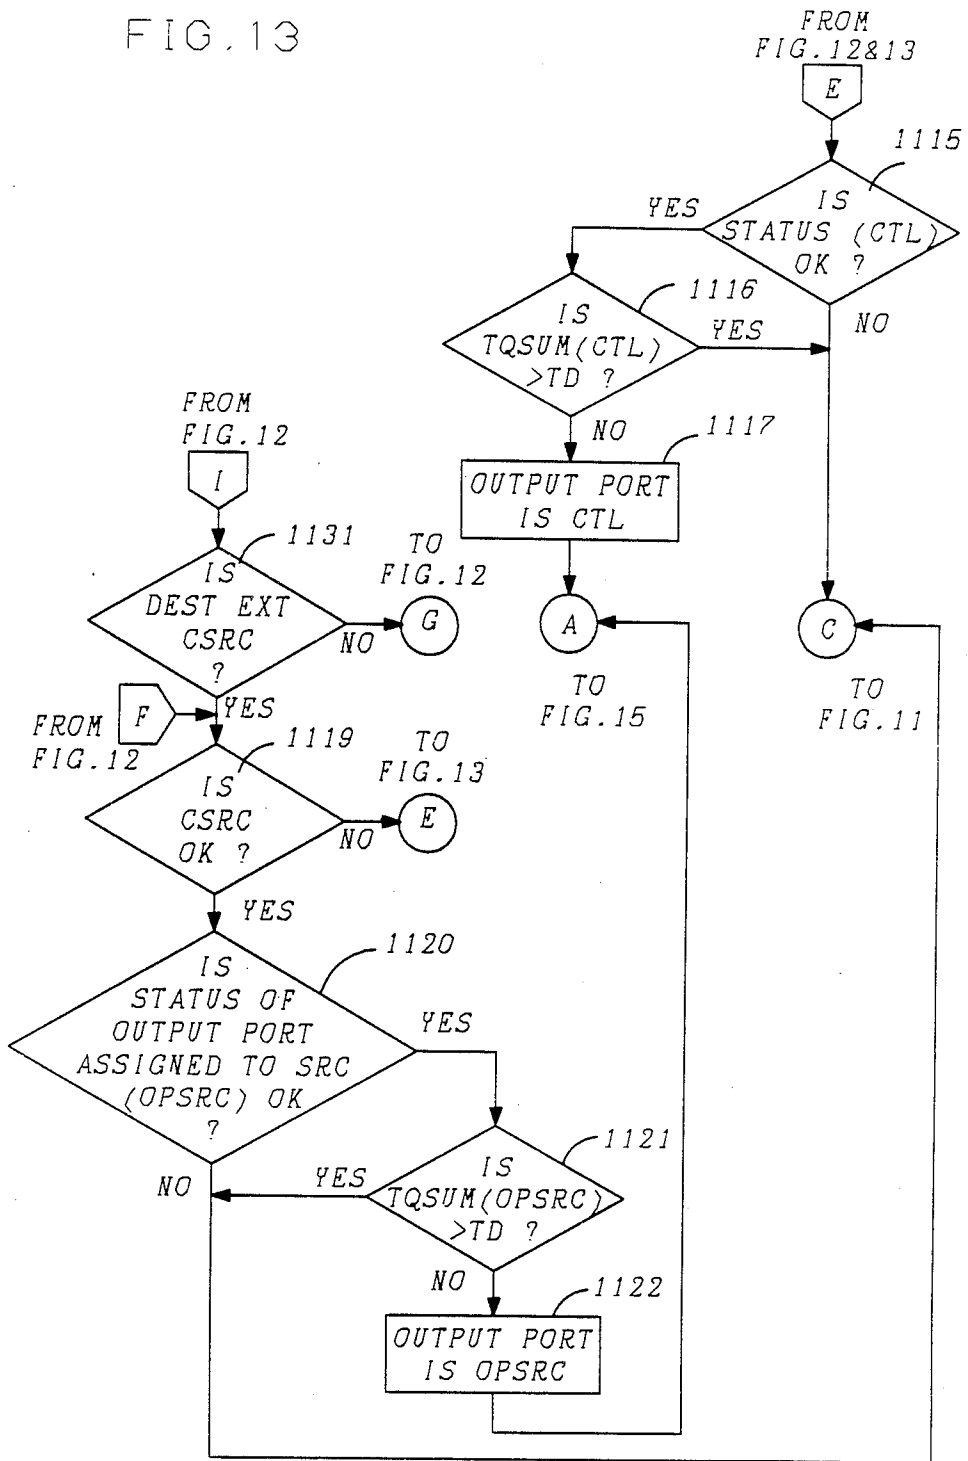 FIG.13
FROM
FIG.12&13
E
1115
IS
STATUS (CTL)
OK ?
YES
NO
1116
IS
TQSUM(CTL)
>TD ?
YES
NO
1117
OUTPUT PORT
IS CTL
FROM
FIG.12
I
1131
IS
DEST EXT
CSRC
?
NO
TO
FIG.12
G
A
TO
FIG.15
C
TO
FIG.11
YES
FROM
FIG.12
F
1119
IS
CSRC
OK ?
NO
TO
FIG.13
E
YES
1120
IS
STATUS OF
OUTPUT PORT
ASSIGNED TO SRC
(OPSRC) OK
?
YES
NO
1121
IS
TQSUM(OPSRC)
>TD ?
YES
NO
1122
OUTPUT PORT
IS OPSRC